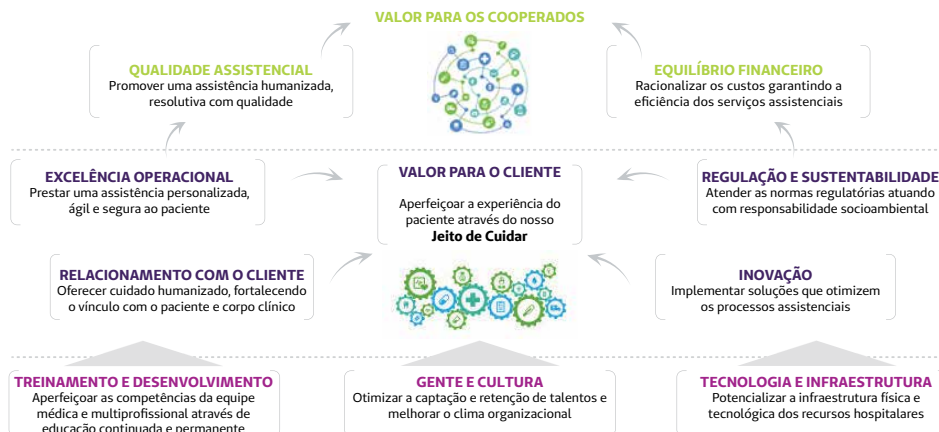 VALOR PARA OS COOPERADOS
QUALIDADE ASSISTENCIAL
Promover uma assistência humanizada,
resolutiva com qualidade
EQUILÍBRIO FINANCEIRO
Racionalizar os custos garantindo a
eficiência dos serviços assistenciais
EXCELÊNCIA OPERACIONAL
Prestar uma assistência personalizada,
ágil e segura ao paciente
VALOR PARA O CLIENTE
Aperfeiçoar a experiência do
paciente através do nosso
Jeito de Cuidar
REGULAÇÃO E SUSTENTABILIDADE
Atender as normas regulatórias atuando
com responsabilidade socioambiental
RELACIONAMENTO COM O CLIENTE
Oferecer cuidado humanizado, fortalecendo
o vínculo com o paciente e corpo clínico
INOVAÇÃO
Implementar soluções que otimizem
os processos assistenciais
TREINAMENTO E DESENVOLVIMENTO
Aperfeiçoar as competências da equipe
médica e multiprofissional através de
educação continuada e permanente
GENTE E CULTURA
Otimizar a captação e retenção de talentos e
melhorar o clima organizacional
TECNOLOGIA E INFRAESTRUTURA
Potencializar a infraestrutura física e
tecnológica dos recursos hospitalares